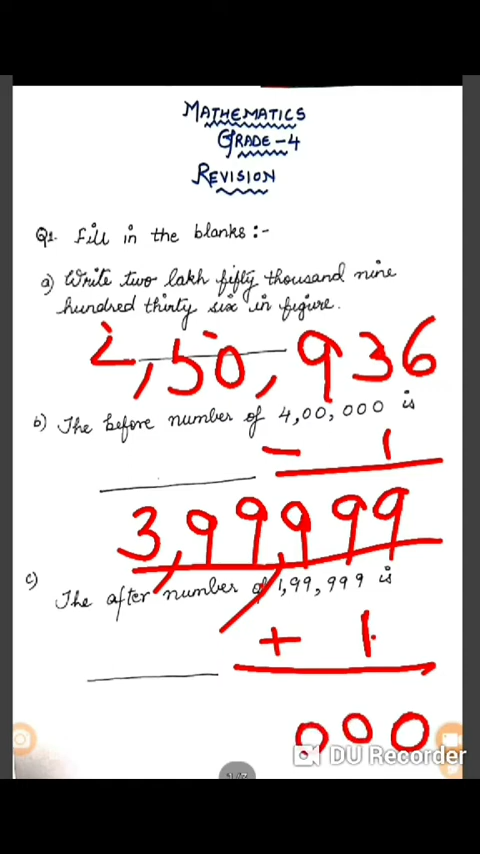 MATHEMATICS
GRADE-4
REVISION
Q1. Fill in the blanks :-
a) Write two lakh fifty thousand nine
hundred thirty six in figure.
2,50,936
b) The before number of 4,00,000 is
- 1
3,99,999
c) The after number of 1,99,999 is
+ 1
000
DU Recorder
1/7